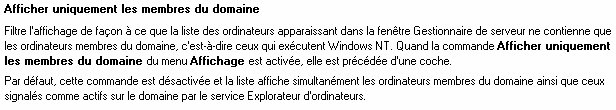 Afficher uniquement les membres du domaine
Filtre l'affichage de façon à ce que la liste des ordinateurs apparaissant dans la fenêtre Gestionnaire de serveur ne contienne que
les ordinateurs membres du domaine, c'est-à-dire ceux qui exécutent Windows NT. Quand la commande Afficher uniquement
les membres du domaine du menu Affichage est activée, elle est précédée d'une coche.
Par défaut, cette commande est désactivée et la liste affiche simultanément les ordinateurs membres du domaine ainsi que ceux
signalés comme actifs sur le domaine par le service Explorateur d'ordinateurs.